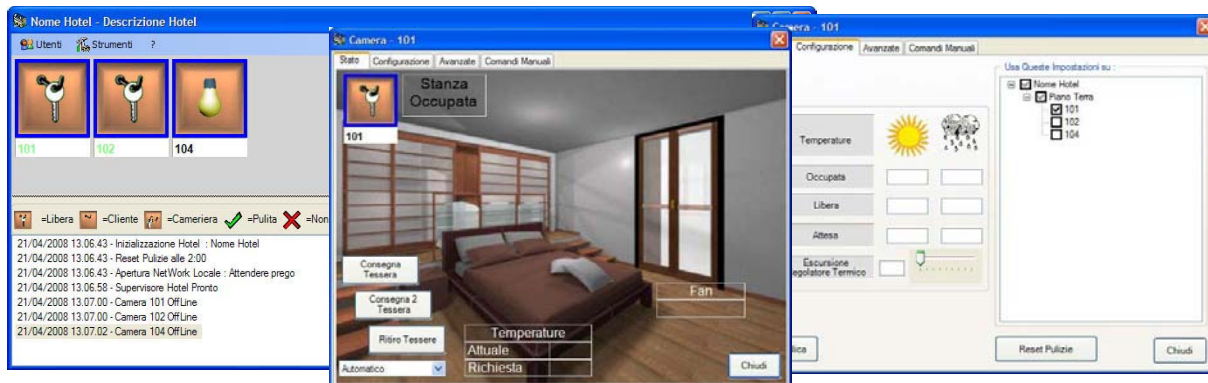 Nome Hotel - Descrizione Hotel
Utenti Strumenti ?
101 102 104
=Libera =Cliente =Cameriera =Pulita =Non
21/04/2008 13.06.43 - Inizializzazione Hotel : Nome Hotel
21/04/2008 13.06.43 - Reset Pulizie alle 2:00
21/04/2008 13.06.43 - Apertura NetWork Locale : Attendere prego
21/04/2008 13.06.58 - Supervisore Hotel Pronto
21/04/2008 13.07.00 - Camera 101 OffLine
21/04/2008 13.07.00 - Camera 102 OffLine
21/04/2008 13.07.02 - Camera 104 OffLine
Camera - 101
Stato Configurazione Avanzate Comandi Manuali
Stanza
Occupata
101
Consegna
Tessera
Consegna 2
Tessera
Ritiro Tessere
Automatico
Fan
Temperature
Attuale
Richiesta
Chiudi
Camera - 101
Configurazione Avanzate Comandi Manuali
Usa Queste Impostazioni su :
Nome Hotel
Piano Terra
101
102
104
Temperature
Occupata
Libera
Attesa
Escursione
egolatore Termico
lica
Reset Pulizie
Chiudi